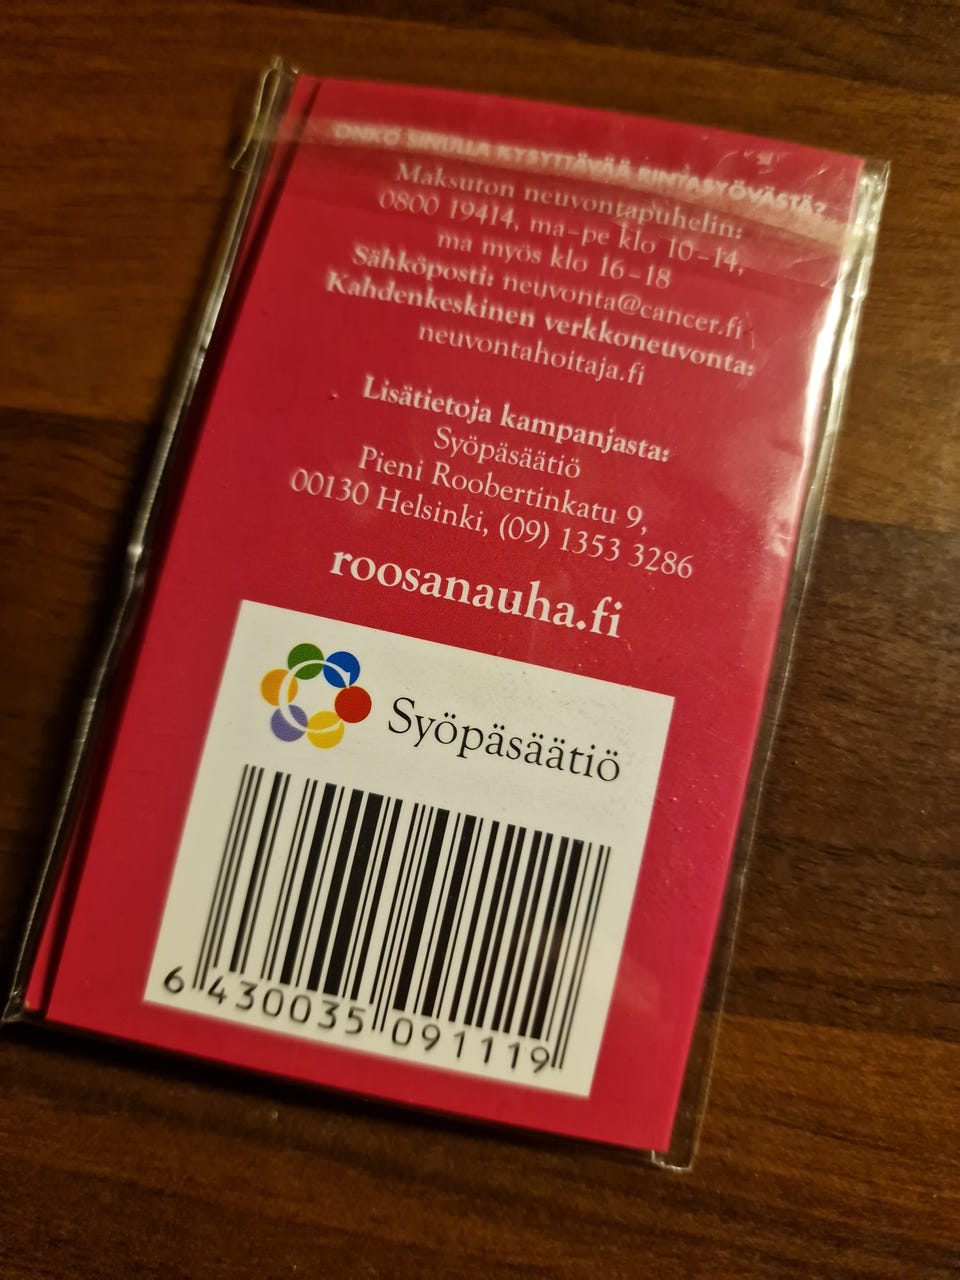 ONKO SINULLA KYSYTTÄVÄÄ RINTASYÖVÄSTÄ?
Maksuton neuvontapuhelin:
0800 19414, ma–pe klo 10–14,
ma myös klo 16–18
Sähköposti: neuvonta@cancer.fi,
Kahdenkeskinen verkkoneuvonta:
neuvontahoitaja.fi
Lisätietoja kampanjasta:
Syöpäsäätiö
Pieni Roobertinkatu 9,
00130 Helsinki, (09) 1353 3286
roosanauha.fi
Syöpäsäätiö
6 430035 091119